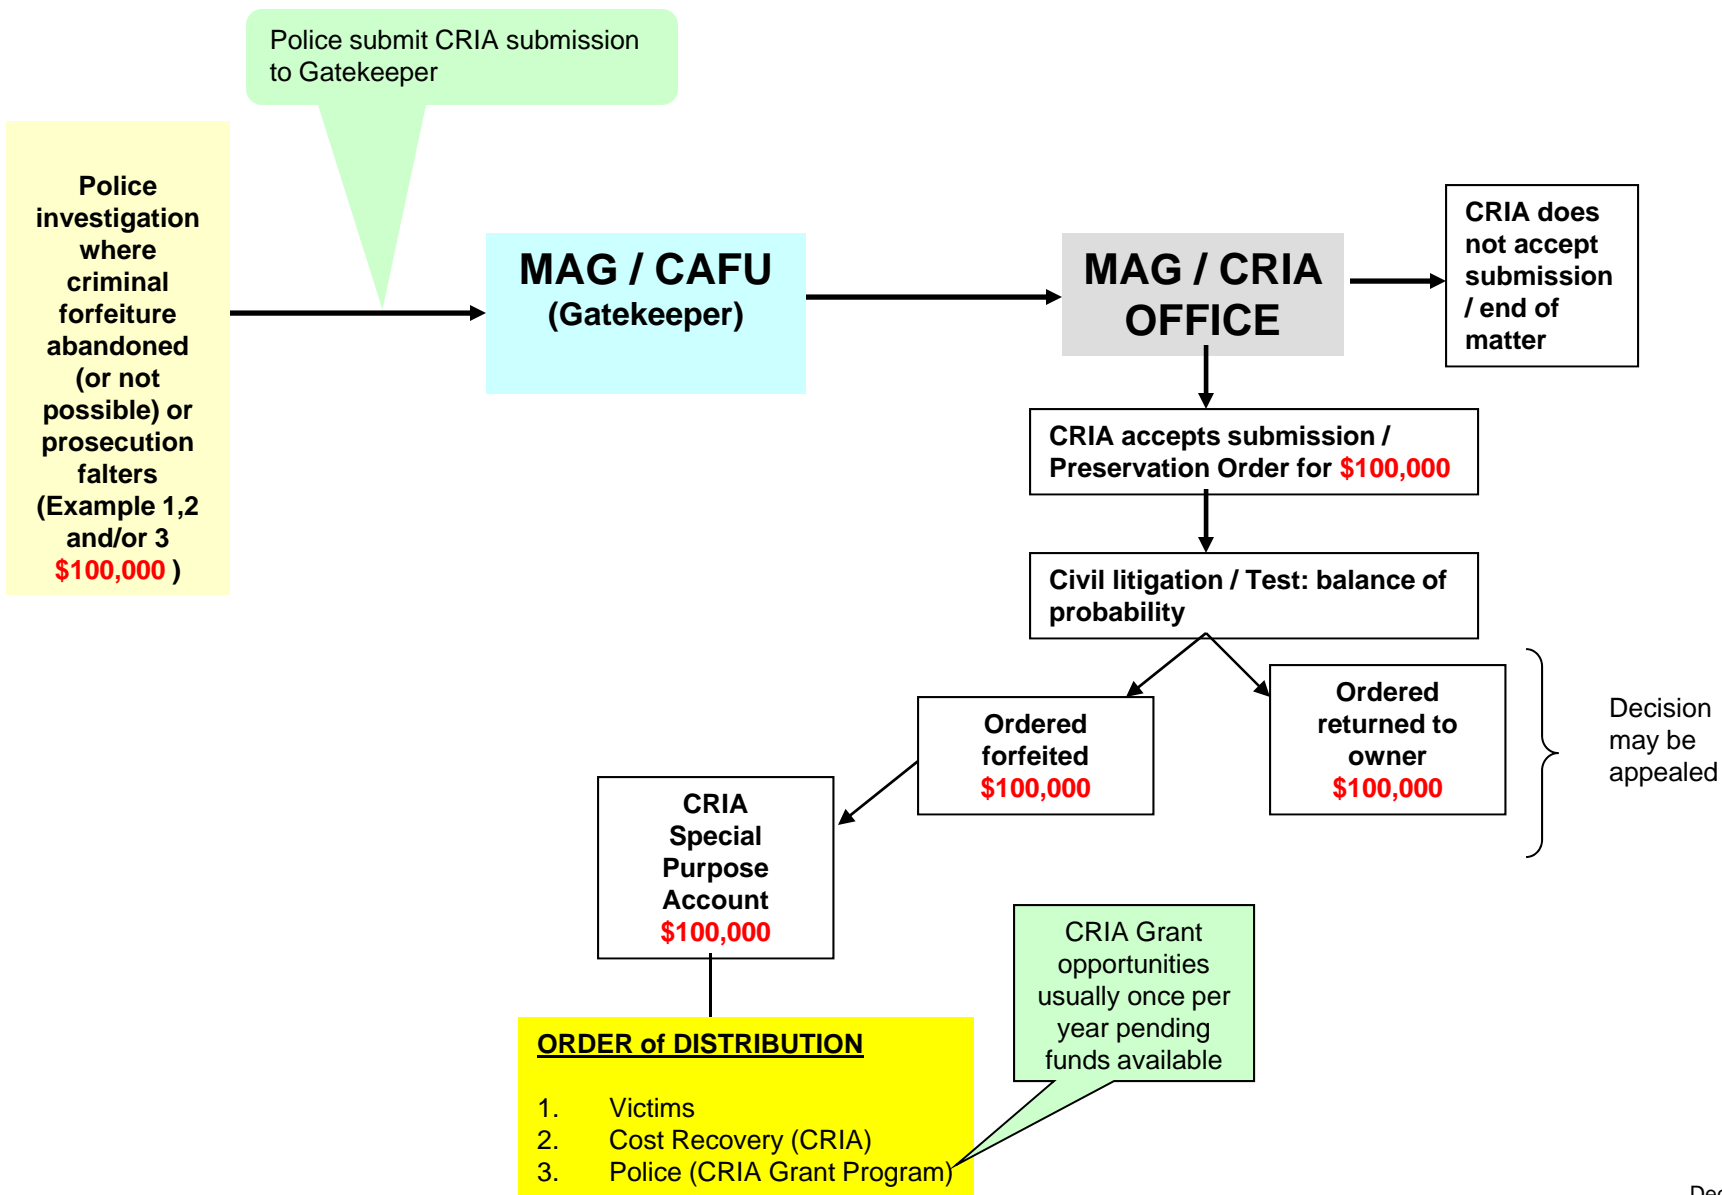 Police submit CRIA submission
to Gatekeeper
Police
investigation
where
criminal
forfeiture
abandoned
(or not
possible) or
prosecution
falters
(Example 1,2
and/or 3
$100,000 )
MAG / CAFU
(Gatekeeper)
MAG / CRIA
OFFICE
CRIA does
not accept
submission
/ end of
matter
CRIA accepts submission /
Preservation Order for $100,000
Civil litigation / Test: balance of
probability
Ordered
forfeited
$100,000
Ordered
returned to
owner
$100,000
Decision
may be
appealed
CRIA
Special
Purpose
Account
$100,000
CRIA Grant
opportunities
usually once per
year pending
funds available
ORDER of DISTRIBUTION
1. Victims
2. Cost Recovery (CRIA)
3. Police (CRIA Grant Program)